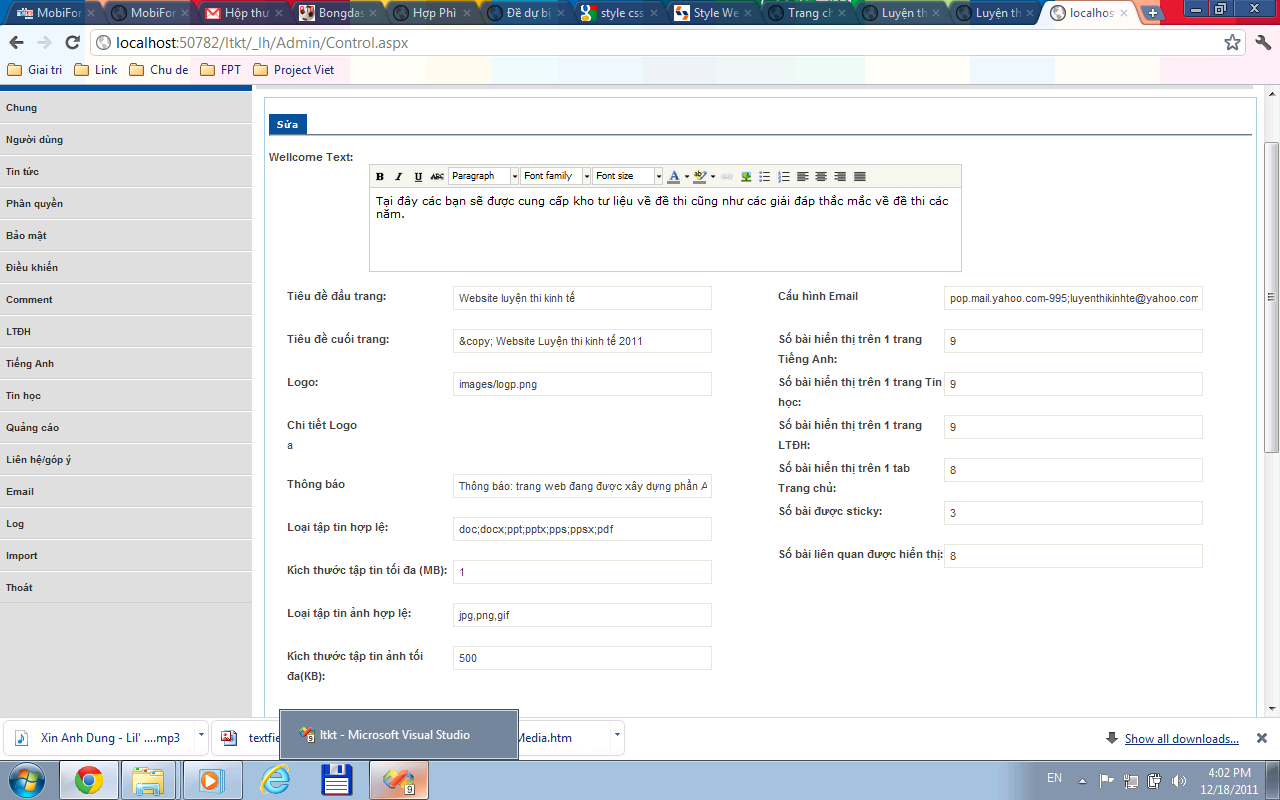 MobiFor
MobiFor
Hộp thư
Bongdas
Hợp Phì
Đề dự bị
style css
Style We
Trang ch
Luyện th
Luyện th
localhos
localhost:50782/ltkt/_lh/Admin/Control.aspx
Giai tri
Link
Chu de
FPT
Project Viet
Chung
Người dùng
Tin tức
Phân quyền
Bảo mật
Điều khiển
Comment
LTĐH
Tiếng Anh
Tin học
Quảng cáo
Liên hệ/góp ý
Email
Log
Import
Thoát
Sửa
Wellcome Text:
B I U ABC Paragraph Font family Font size A ab
Tại đây các bạn sẽ được cung cấp kho tư liệu về đề thi cũng như các giải đáp thắc mắc về đề thi các
năm.
Tiêu đề đầu trang:
Website luyện thi kinh tế
Tiêu đề cuối trang:
&copy; Website Luyện thi kinh tế 2011
Logo:
images/logp.png
Chi tiết Logo
a
Thông báo
Thông báo: trang web đang được xây dựng phần A
Loại tập tin hợp lệ:
doc;docx;ppt;pptx;pps;ppsx;pdf
Kích thước tập tin tối đa (MB):
1
Loại tập tin ảnh hợp lệ:
jpg,png,gif
Kích thước tập tin ảnh tối
đa(KB):
500
Cấu hình Email
pop.mail.yahoo.com-995;luyenthikinhte@yahoo.com
Số bài hiển thị trên 1 trang
Tiếng Anh:
9
Số bài hiển thị trên 1 trang Tin
học:
9
Số bài hiển thị trên 1 trang
LTĐH:
9
Số bài hiển thị trên 1 tab
Trang chủ:
8
Số bài được sticky:
3
Số bài liên quan được hiển thị:
8
Xin Anh Dung - Lil' ....mp3
textfie
Media.htm
Show all downloads...
ltkt - Microsoft Visual Studio
EN
4:02 PM
12/18/2011